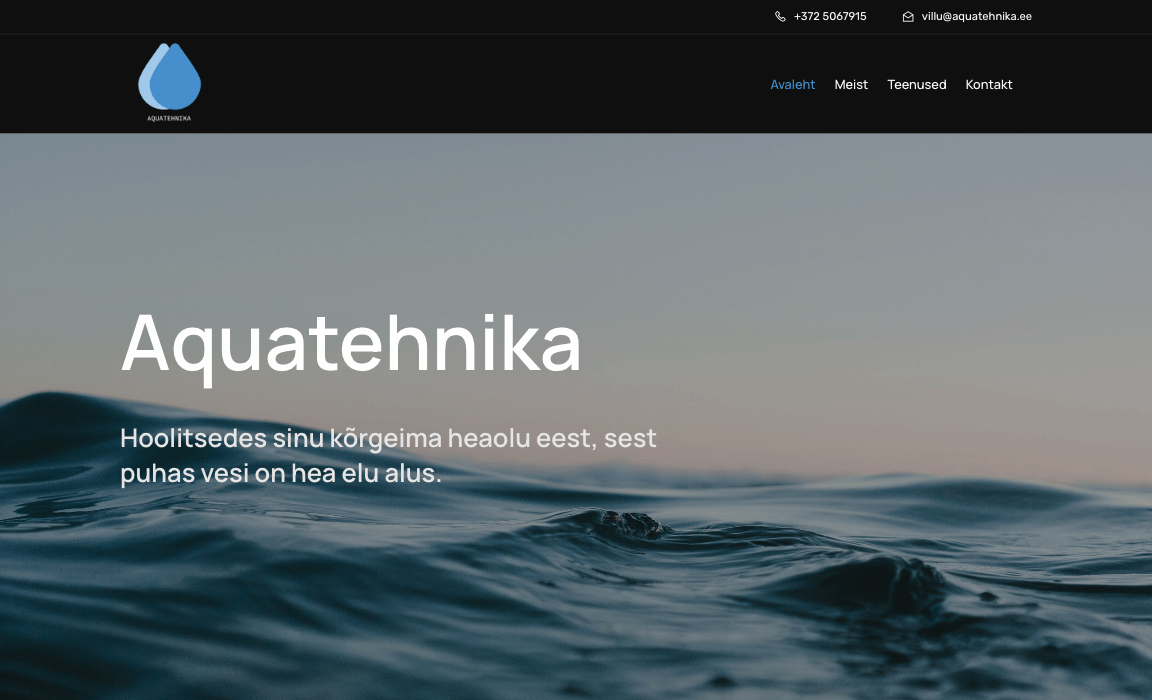 +372 5067915
villu@aquatehnika.ee
AQUATEHNIKA
Avaleht
Meist
Teenused
Kontakt
Aquatehnika
Hoolitsedes sinu kõrgeima heaolu eest, sest
puhas vesi on hea elu alus.